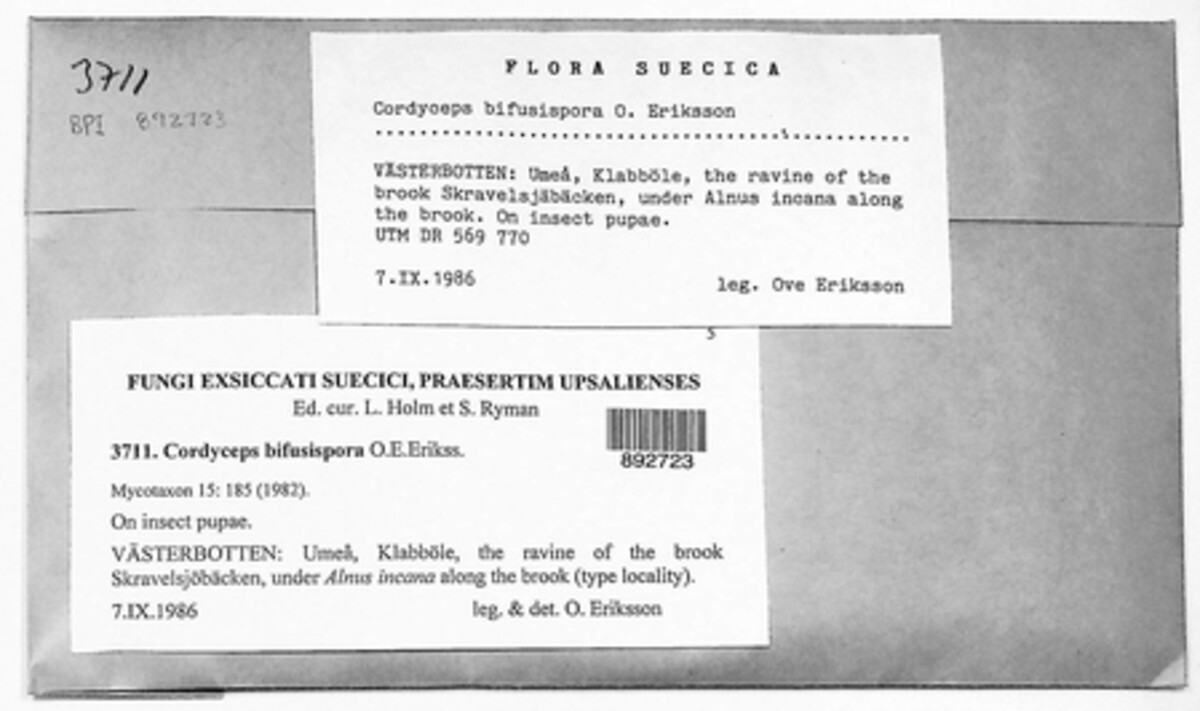 3711
BPI 892723
FLORA SUECICA
Cordyceps bifusispora O. Eriksson
VÄSTERBOTTEN: Umeå, Klabböle, the ravine of the
brook Skravelsjäbäcken, under Alnus incana along
the brook. On insect pupae.
UTM DR 569 770
7.IX.1986 leg. Ove Eriksson
5
FUNGI EXSICCATI SUECICI, PRAESERTIM UPSALIENSES
Ed. cur. L. Holm et S. Ryman
892723
3711. Cordyceps bifusispora O.E.Erikss.
Mycotaxon 15: 185 (1982).
On insect pupae.
VÄSTERBOTTEN: Umeå, Klabböle, the ravine of the brook
Skravelsjöbäcken, under Alnus incana along the brook (type locality).
7.IX.1986 leg. & det. O. Eriksson